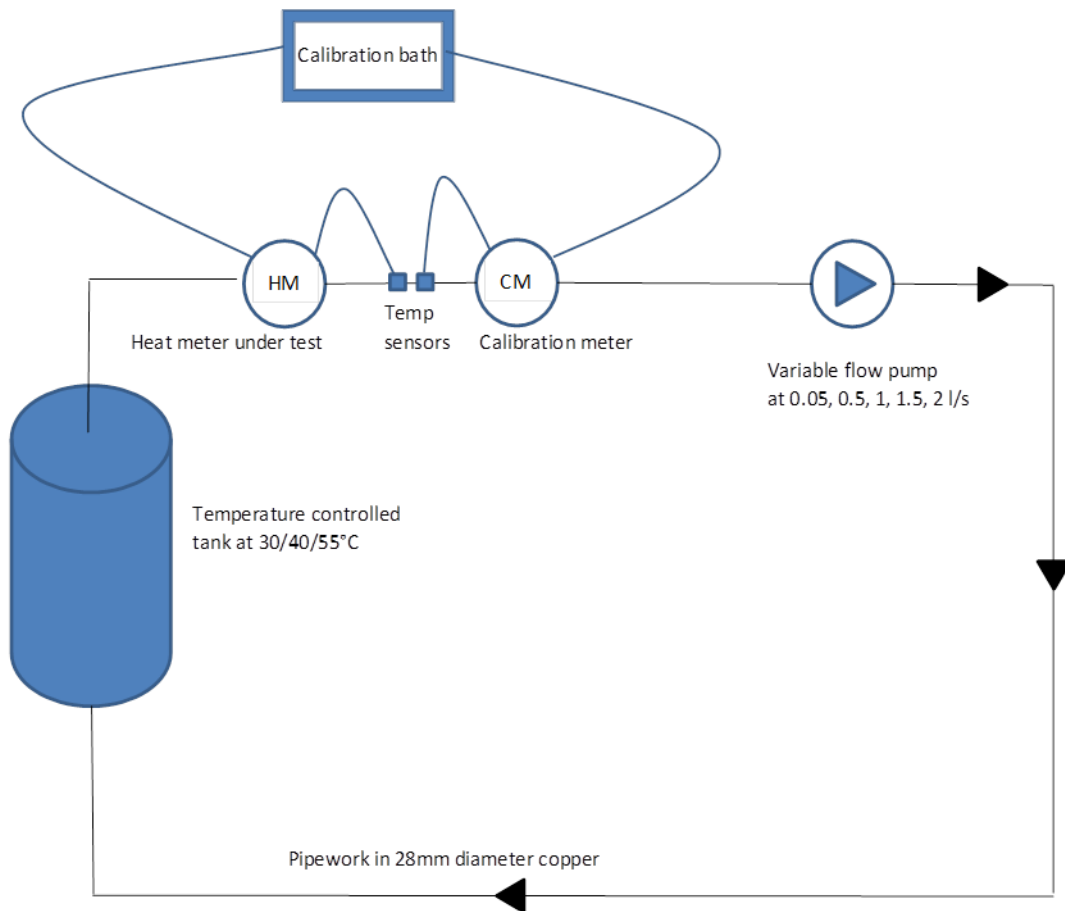 Calibration bath
HM
CM
Temp
sensors
Heat meter under test
Calibration meter
Variable flow pump
at 0.05, 0.5, 1, 1.5, 2 l/s
Temperature controlled
tank at 30/40/55°C
Pipework in 28mm diameter copper